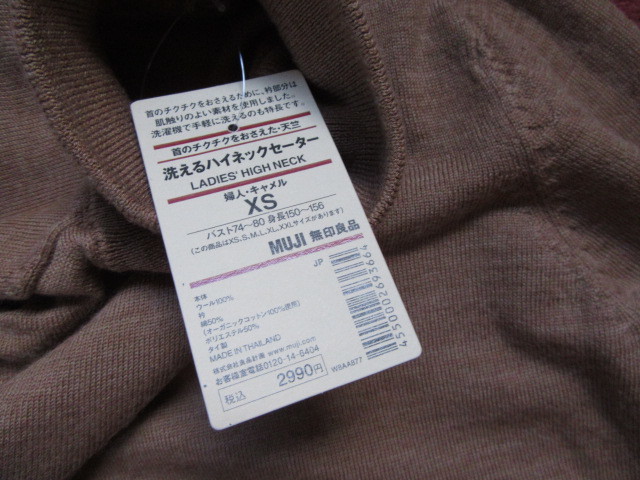 首のチクチクをおさえるために、衿部分は
肌触りのよい素材を使用しました。
洗濯機で手軽に洗えるのも特長です。
首のチクチクをおさえた・天竺
洗えるハイネックセーター
LADIES' HIGH NECK
婦人・キャメル
XS
バスト74〜80 身長150〜156
(この商品はXS、S、M、L、XL、XXLサイズがあります)
MUJI 無印良品
JP
本体
ウール100%
衿
綿50%
(オーガニックコットン100%使用)
ポリエステル50%
タイ製
MADE IN THAILAND
株式会社良品計画 www.muji.com
お客様室電話0120-14-6404
税込 2990円
W9AA877
4550002695664